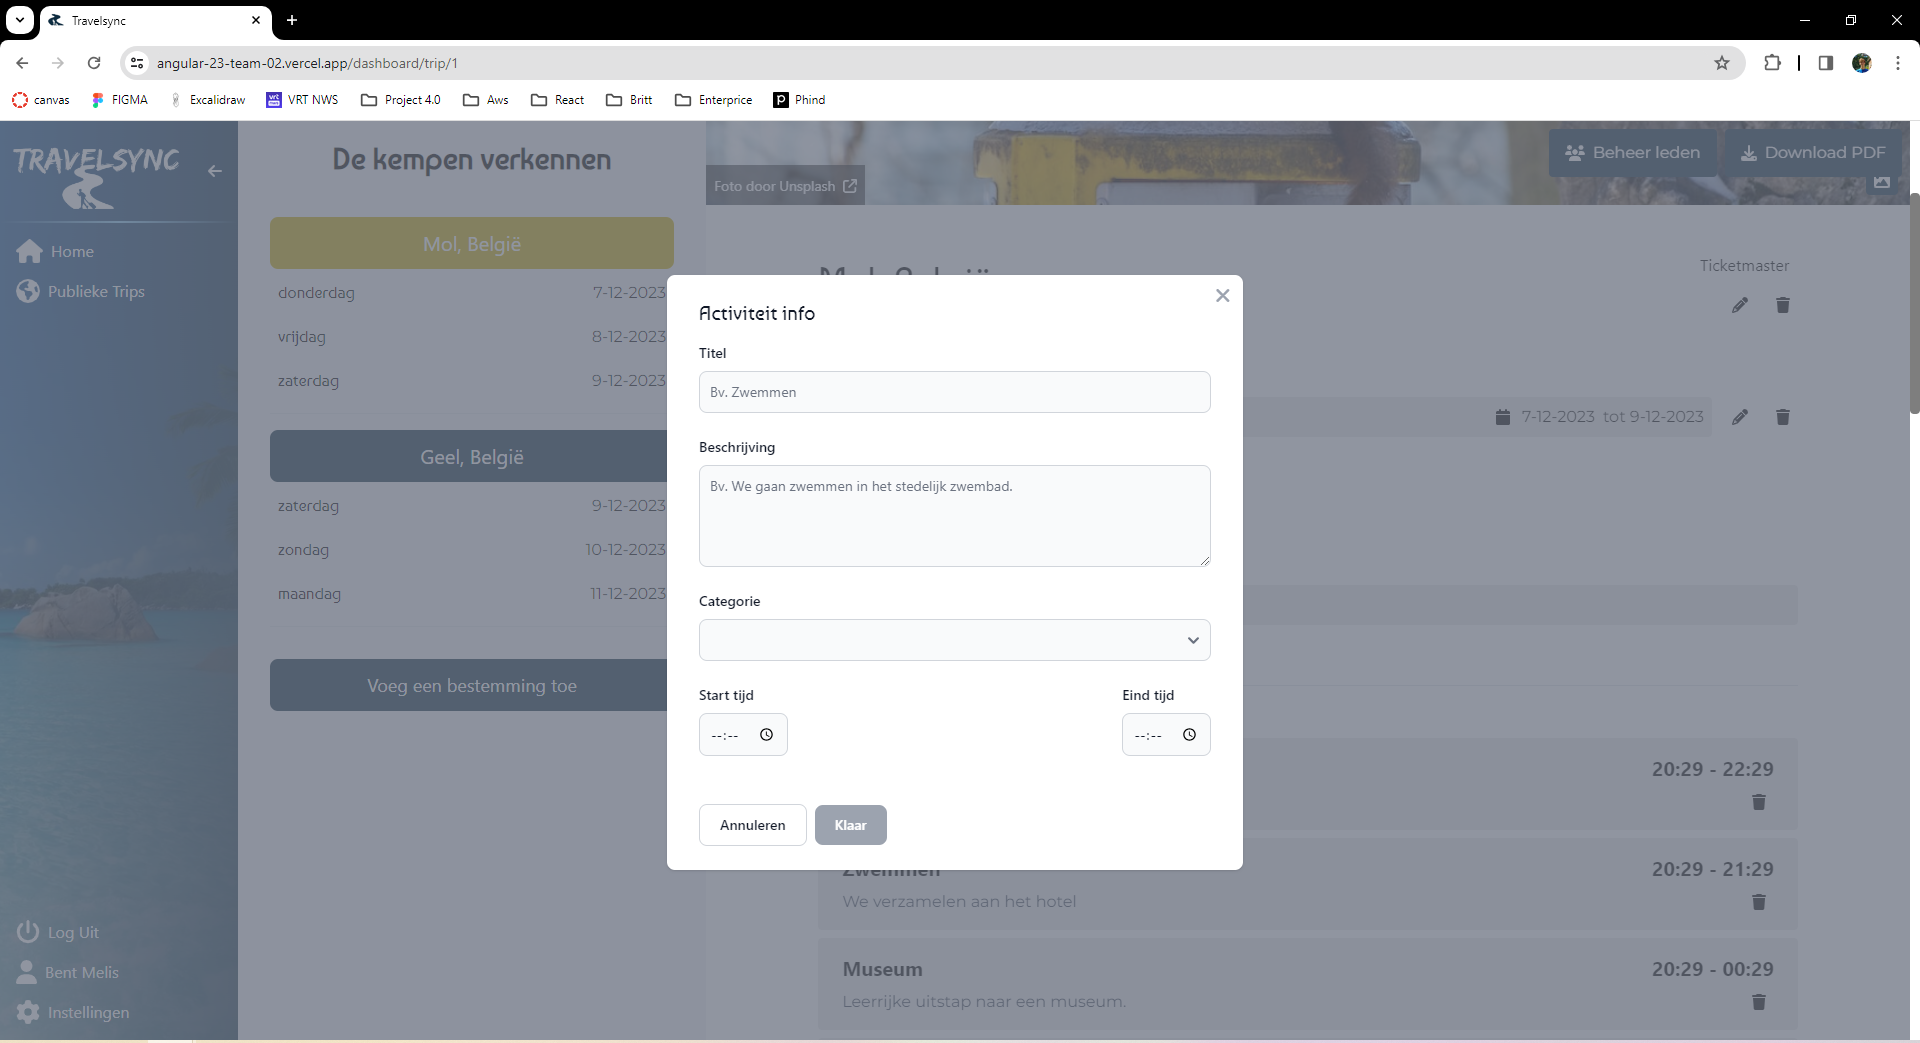 Travelsync
angular-23-team-02.vercel.app/dashboard/trip/1
canvas FIGMA Excalidraw VRT NWS Project 4.0 Aws React Britt Enterprice Phind
TRAVELSYNC
Home
Publieke Trips
Log Uit
Bent Melis
Instellingen
De kempen verkennen
Mol, België
donderdag 7-12-2023
vrijdag 8-12-2023
zaterdag 9-12-2023
Geel, België
zaterdag 9-12-2023
zondag 10-12-2023
maandag 11-12-2023
Voeg een bestemming toe
Foto door Unsplash
Beheer leden
Download PDF
Ticketmaster
7-12-2023 tot 9-12-2023
Activiteit info
Titel
Bv. Zwemmen
Beschrijving
Bv. We gaan zwemmen in het stedelijk zwembad.
Categorie
Start tijd Eind tijd
--:-- --:--
Annuleren Klaar
20:29 - 22:29
Zwemmen 20:29 - 21:29
We verzamelen aan het hotel
Museum 20:29 - 00:29
Leerrijke uitstap naar een museum.